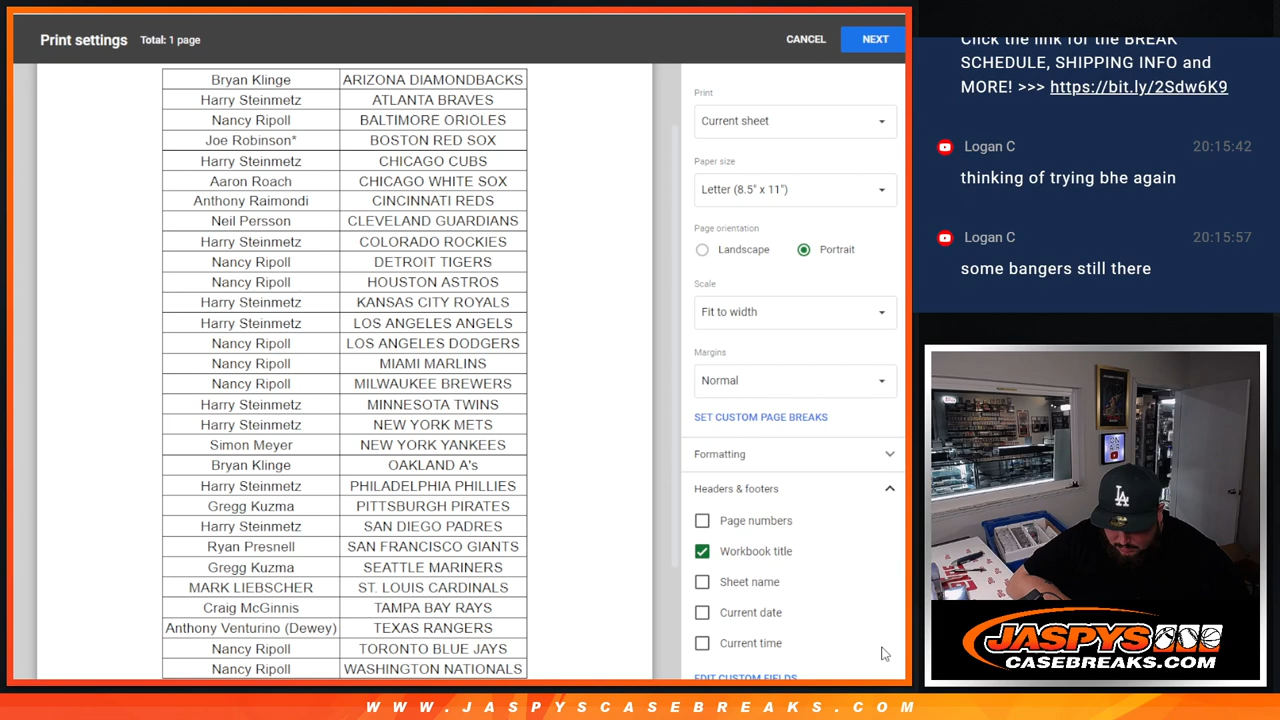 Print settings Total: 1 page CANCEL NEXT
Bryan Klinge ARIZONA DIAMONDBACKS
Harry Steinmetz ATLANTA BRAVES
Nancy Ripoll BALTIMORE ORIOLES
Joe Robinson* BOSTON RED SOX
Harry Steinmetz CHICAGO CUBS
Aaron Roach CHICAGO WHITE SOX
Anthony Raimondi CINCINNATI REDS
Neil Persson CLEVELAND GUARDIANS
Harry Steinmetz COLORADO ROCKIES
Nancy Ripoll DETROIT TIGERS
Nancy Ripoll HOUSTON ASTROS
Harry Steinmetz KANSAS CITY ROYALS
Harry Steinmetz LOS ANGELES ANGELS
Nancy Ripoll LOS ANGELES DODGERS
Nancy Ripoll MIAMI MARLINS
Nancy Ripoll MILWAUKEE BREWERS
Harry Steinmetz MINNESOTA TWINS
Harry Steinmetz NEW YORK METS
Simon Meyer NEW YORK YANKEES
Bryan Klinge OAKLAND A's
Harry Steinmetz PHILADELPHIA PHILLIES
Gregg Kuzma PITTSBURGH PIRATES
Harry Steinmetz SAN DIEGO PADRES
Ryan Presnell SAN FRANCISCO GIANTS
Gregg Kuzma SEATTLE MARINERS
MARK LIEBSCHER ST. LOUIS CARDINALS
Craig McGinnis TAMPA BAY RAYS
Anthony Venturino (Dewey) TEXAS RANGERS
Nancy Ripoll TORONTO BLUE JAYS
Nancy Ripoll WASHINGTON NATIONALS
Print
Current sheet
Paper size
Letter (8.5" x 11")
Page orientation
Landscape Portrait
Scale
Fit to width
Margins
Normal
SET CUSTOM PAGE BREAKS
Formatting
Headers & footers
Page numbers
Workbook title
Sheet name
Current date
Current time
EDIT CUSTOM FIELDS
Click the link for the BREAK
SCHEDULE, SHIPPING INFO and
MORE! >>> https://bit.ly/2Sdw6K9
Logan C 20:15:42
thinking of trying bhe again
Logan C 20:15:57
some bangers still there
ON
AIR
LA
JASPYS
CASEBREAKS.COM
WWW.JASPYSCASEBREAKS.COM